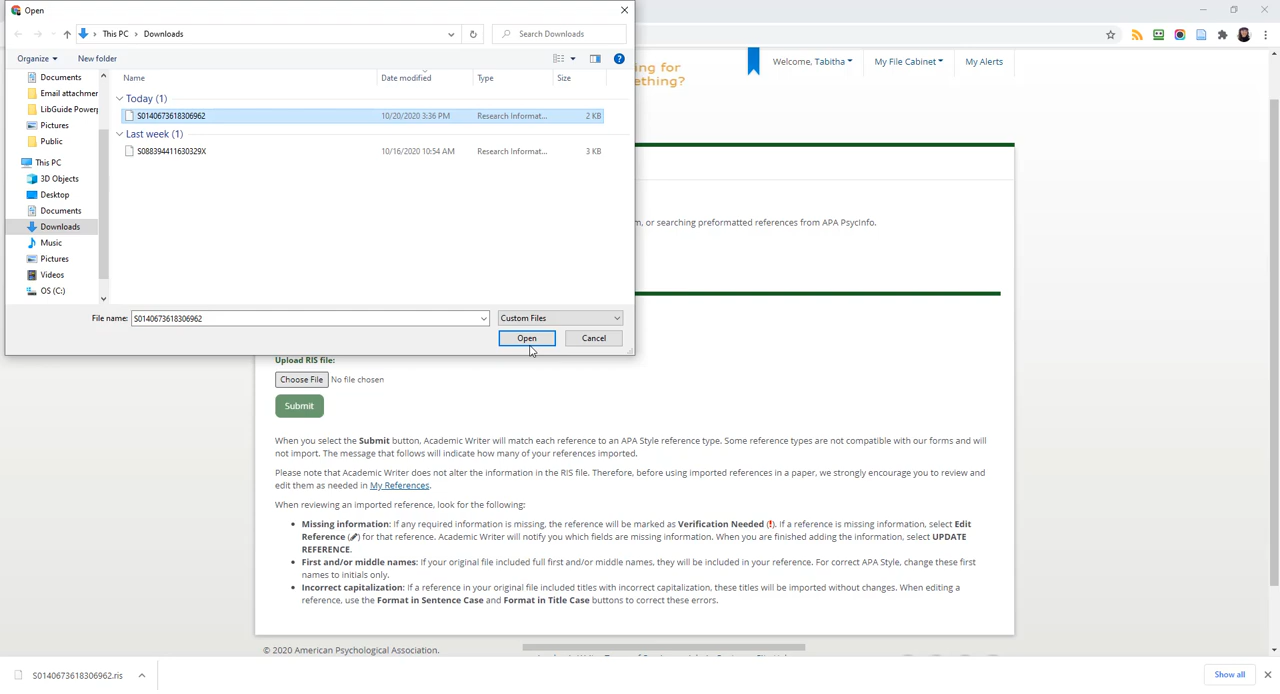 Open
This PC > Downloads
Search Downloads
Organize
New folder
ing for
ething?
Welcome, Tabitha
My File Cabinet
My Alerts
Documents
Email attachmer
LibGuide Powerp
Pictures
Public
This PC
3D Objects
Desktop
Documents
Downloads
Music
Pictures
Videos
OS (C:)
Name
Date modified
Type
Size
Today (1)
S0140673618306962
10/20/2020 3:36 PM
Research Informat...
2 KB
Last week (1)
S088394411630329X
10/16/2020 10:54 AM
Research Informat...
3 KB
m, or searching preformatted references from APA PsycInfo.
File name:
S0140673618306962
Custom Files
Open
Cancel
Upload RIS file:
Choose File No file chosen
Submit
When you select the Submit button, Academic Writer will match each reference to an APA Style reference type. Some reference types are not compatible with our forms and will
not import. The message that follows will indicate how many of your references imported.
Please note that Academic Writer does not alter the information in the RIS file. Therefore, before using imported references in a paper, we strongly encourage you to review and
edit them as needed in My References.
When reviewing an imported reference, look for the following:
• Missing information: If any required information is missing, the reference will be marked as Verification Needed (!). If a reference is missing information, select Edit
Reference () for that reference. Academic Writer will notify you which fields are missing information. When you are finished adding the information, select UPDATE
REFERENCE.
• First and/or middle names: If your original file included full first and/or middle names, they will be included in your reference. For correct APA Style, change these first
names to initials only.
• Incorrect capitalization: If a reference in your original file included titles with incorrect capitalization, these titles will be imported without changes. When editing a
reference, use the Format in Sentence Case and Format in Title Case buttons to correct these errors.
© 2020 American Psychological Association.
S0140673618306962.ris
Show all